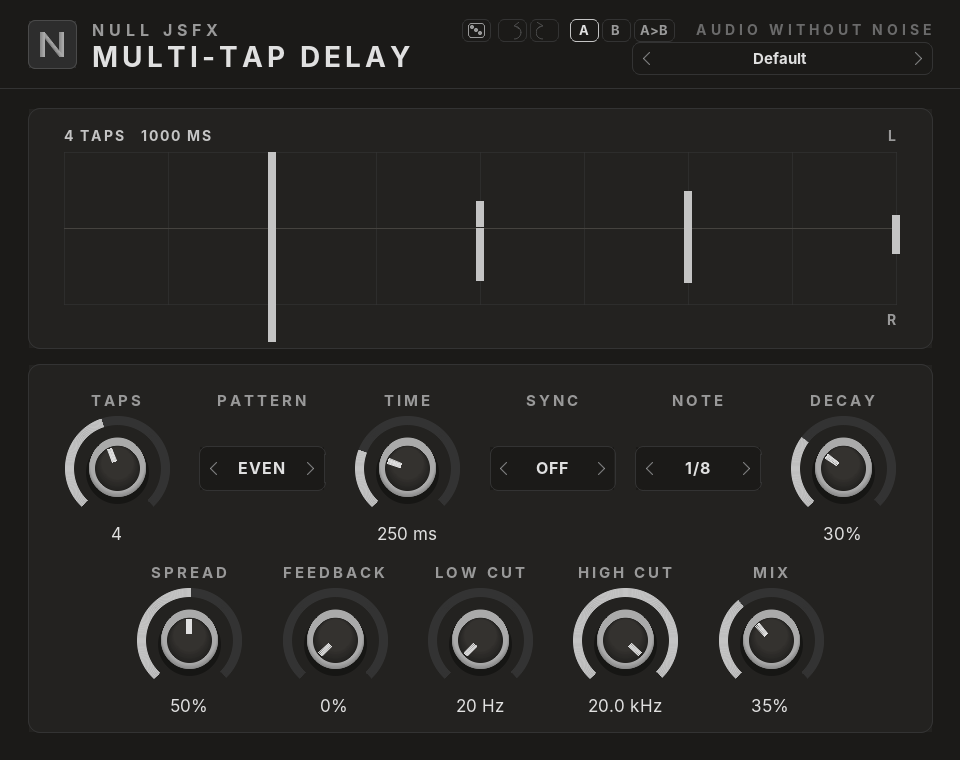 N
NULL JSFX
MULTI-TAP DELAY
A B A>B AUDIO WITHOUT NOISE
Default
4 TAPS 1000 MS L
R
TAPS PATTERN TIME SYNC NOTE DECAY
EVEN OFF 1/8
4 250 ms 30%
SPREAD FEEDBACK LOW CUT HIGH CUT MIX
50% 0% 20 Hz 20.0 kHz 35%